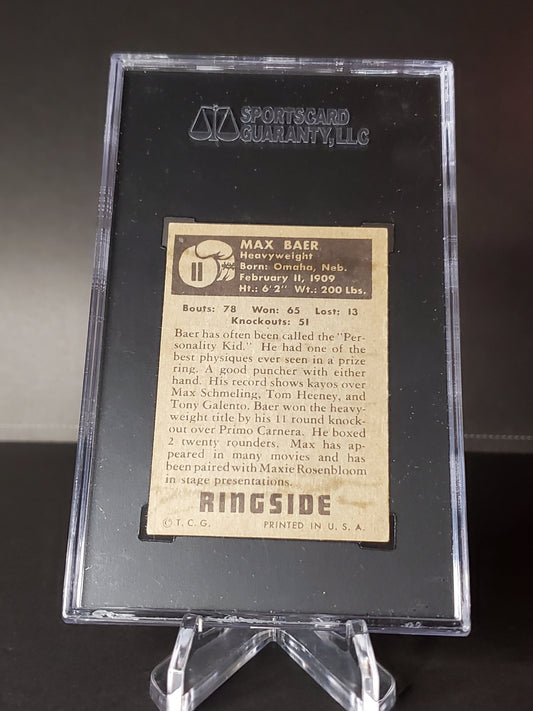 SPORTSCARD
GUARANTY, LLC
11
MAX BAER
Heavyweight
Born: Omaha, Neb.
February 11, 1909
Ht.: 6'2" Wt.: 200 Lbs.
Bouts: 78 Won: 65 Lost: 13
Knockouts: 51
Baer has often been called the "Per-
sonality Kid." He had one of the
best physiques ever seen in a prize
ring. A good puncher with either
hand. His record shows kayos over
Max Schmeling, Tom Heeney, and
Tony Galento. Baer won the heavy-
weight title by his 11 round knock-
out over Primo Carnera. He boxed
2 twenty rounders. Max has ap-
peared in many movies and has
been paired with Maxie Rosenbloom
in stage presentations.
RINGSIDE
© T. C. G. PRINTED IN U. S. A.